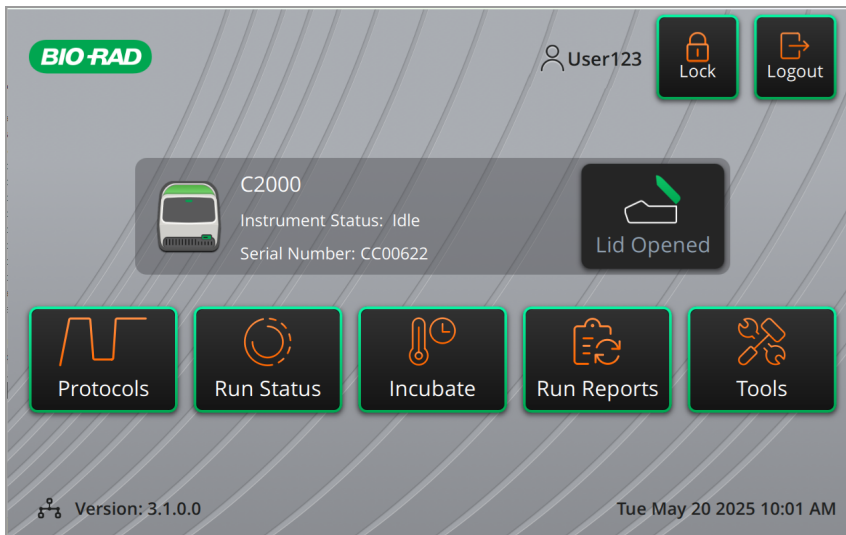 BIO-RAD
User123
Lock
Logout
C2000
Instrument Status: Idle
Serial Number: CC00622
Lid Opened
Protocols
Run Status
Incubate
Run Reports
Tools
Version: 3.1.0.0
Tue May 20 2025 10:01 AM